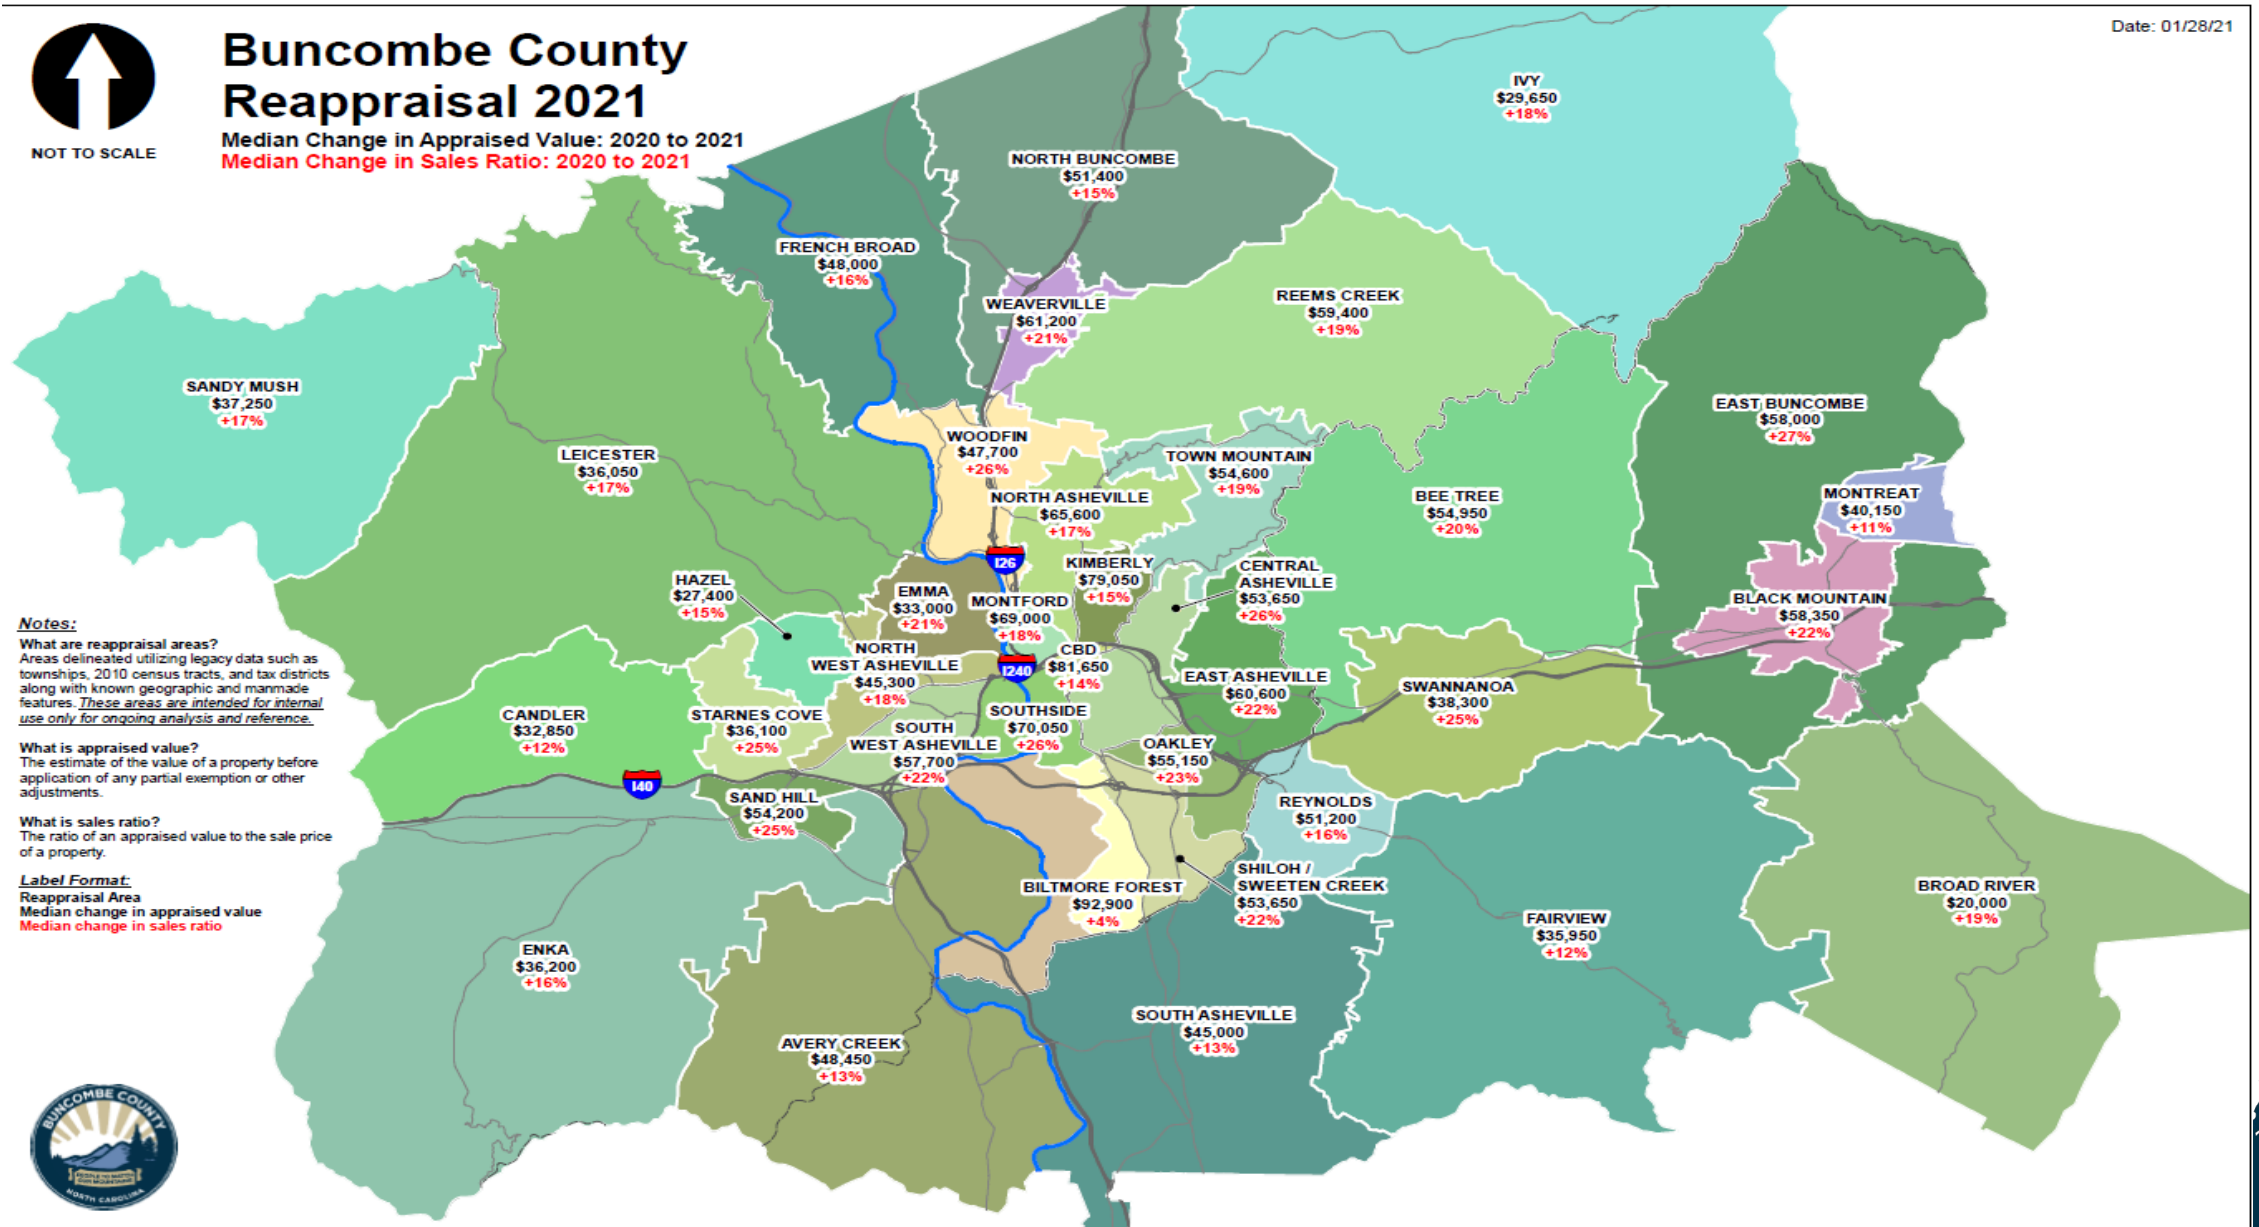 Date: 01/28/21
Buncombe County
Reappraisal 2021
Median Change in Appraised Value: 2020 to 2021
Median Change in Sales Ratio: 2020 to 2021
NOT TO SCALE
IVY
$29,650
+18%
NORTH BUNCOMBE
$51,400
+15%
FRENCH BROAD
$48,000
+16%
WEAVERVILLE
$61,200
+21%
REEMS CREEK
$59,400
+19%
SANDY MUSH
$37,250
+17%
EAST BUNCOMBE
$58,000
+27%
LEICESTER
$36,050
+17%
WOODFIN
$47,700
+26%
TOWN MOUNTAIN
$54,600
+19%
NORTH ASHEVILLE
$65,600
+17%
BEE TREE
$54,950
+20%
MONTREAT
$40,150
+11%
I26
KIMBERLY
$79,050
+15%
CENTRAL
ASHEVILLE
$53,650
+26%
HAZEL
$27,400
+15%
EMMA
$33,000
+21%
MONTFORD
$69,000
+18%
BLACK MOUNTAIN
$58,350
+22%
NORTH
WEST ASHEVILLE
$45,300
+18%
I240
CBD
$81,650
+14%
EAST ASHEVILLE
$60,600
+22%
SWANNANOA
$38,300
+25%
CANDLER
$32,850
+12%
STARNES COVE
$36,100
+25%
SOUTH
WEST ASHEVILLE
$57,700
+22%
SOUTHSIDE
$70,050
+26%
OAKLEY
$55,150
+23%
I40
SAND HILL
$54,200
+25%
REYNOLDS
$51,200
+16%
BILTMORE FOREST
$92,900
+4%
SHILOH /
SWEETEN CREEK
$53,650
+22%
FAIRVIEW
$35,950
+12%
BROAD RIVER
$20,000
+19%
ENKA
$36,200
+16%
AVERY CREEK
$48,450
+13%
SOUTH ASHEVILLE
$45,000
+13%
Notes:
What are reappraisal areas?
Areas delineated utilizing legacy data such as
townships, 2010 census tracts, and tax districts
along with known geographic and manmade
features. These areas are intended for internal
use only for ongoing analysis and reference.
What is appraised value?
The estimate of the value of a property before
application of any partial exemption or other
adjustments.
What is sales ratio?
The ratio of an appraised value to the sale price
of a property.
Label Format:
Reappraisal Area
Median change in appraised value
Median change in sales ratio
BUNCOMBE COUNTY
PEOPLE TO MATCH
OUR MOUNTAINS
NORTH CAROLINA